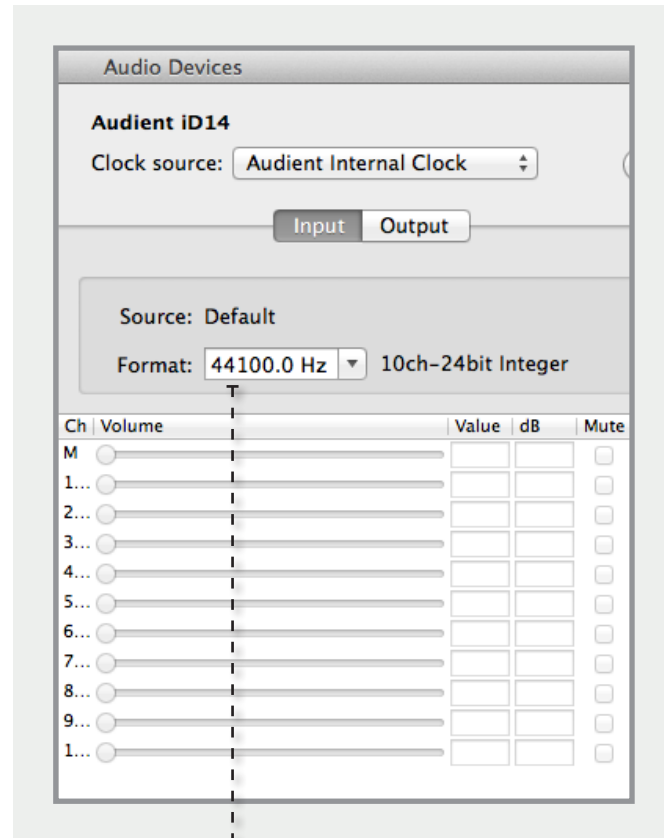 Audio Devices
Audient iD14
Clock source: Audient Internal Clock
Input Output
Source: Default
Format: 44100.0 Hz 10ch-24bit Integer
Ch Volume Value dB Mute
M
1...
2...
3...
4...
5...
6...
7...
8...
9...
1...